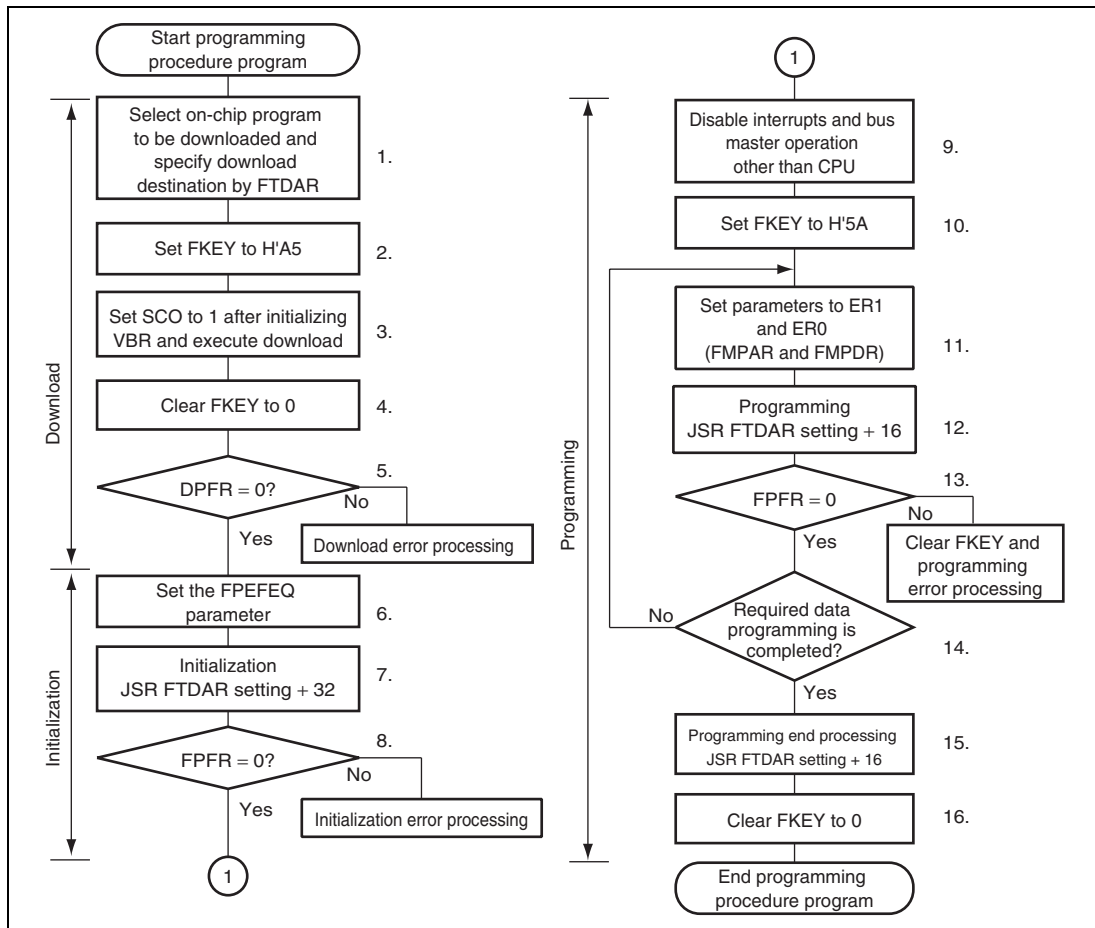 Start programming
procedure program
Download
Select on-chip program
to be downloaded and
specify download
destination by FTDAR
1.
Set FKEY to H'A5
2.
Set SCO to 1 after initializing
VBR and execute download
3.
Clear FKEY to 0
4.
DPFR = 0?
5.
No
Yes
Download error processing
Initialization
Set the FPEFEQ
parameter
6.
Initialization
JSR FTDAR setting + 32
7.
FPFR = 0?
8.
No
Yes
Initialization error processing
1
1
Programming
Disable interrupts and bus
master operation
other than CPU
9.
Set FKEY to H'5A
10.
Set parameters to ER1
and ER0
(FMPAR and FMPDR)
11.
Programming
JSR FTDAR setting + 16
12.
FPFR = 0
13.
No
Yes
Clear FKEY and
programming
error processing
Required data
programming is
completed?
14.
No
Yes
Programming end processing
JSR FTDAR setting + 16
15.
Clear FKEY to 0
16.
End programming
procedure program